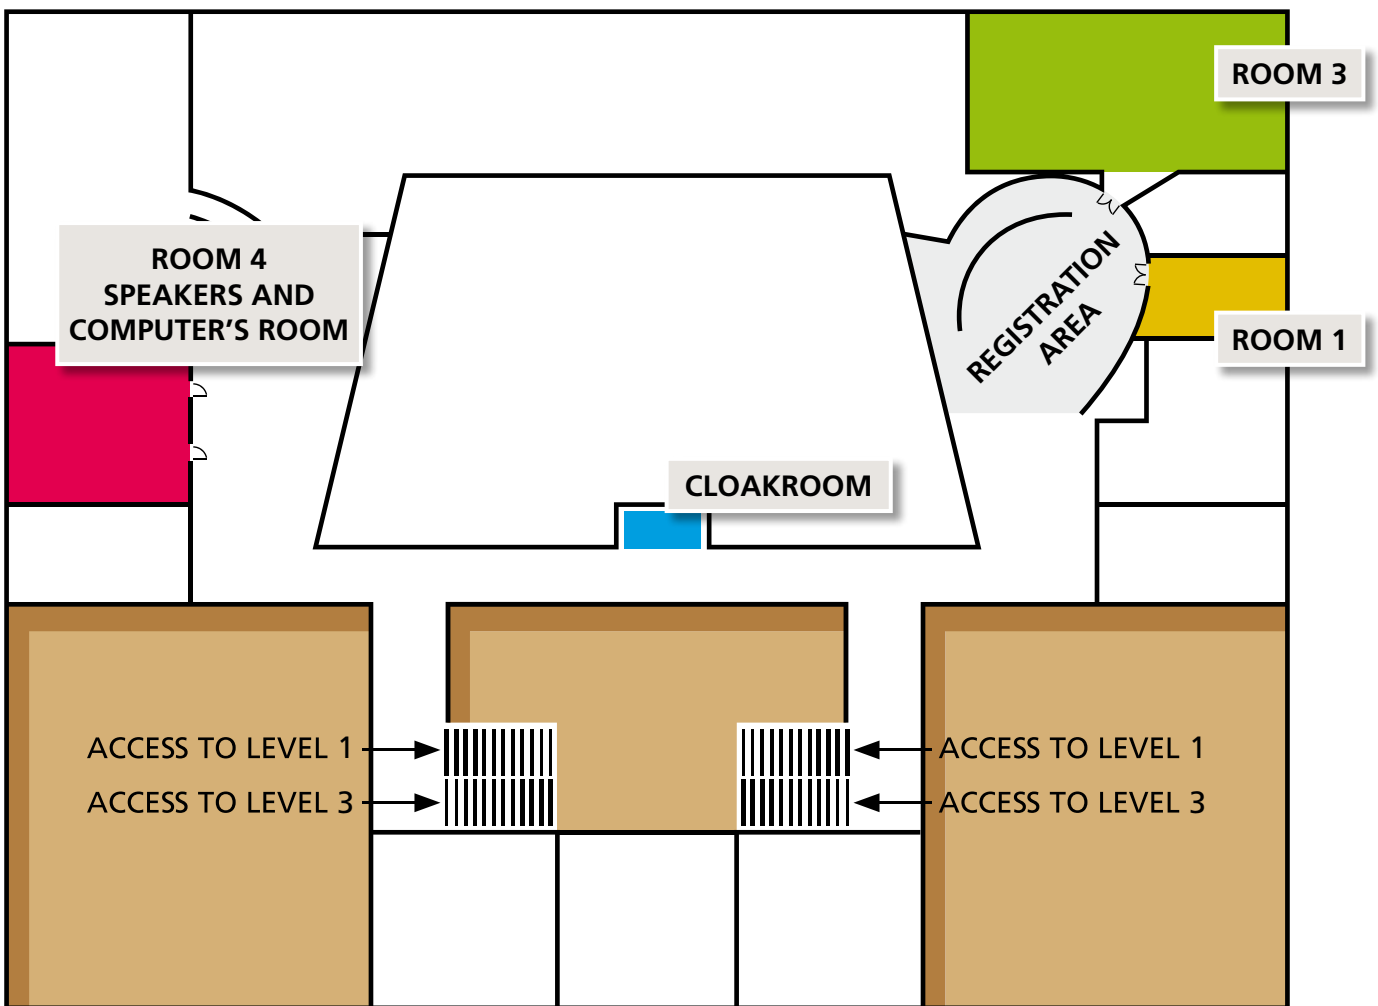 ROOM 3
ROOM 4
SPEAKERS AND
COMPUTER'S ROOM
REGISTRATION
AREA
ROOM 1
CLOAKROOM
ACCESS TO LEVEL 1
ACCESS TO LEVEL 1
ACCESS TO LEVEL 3
ACCESS TO LEVEL 3